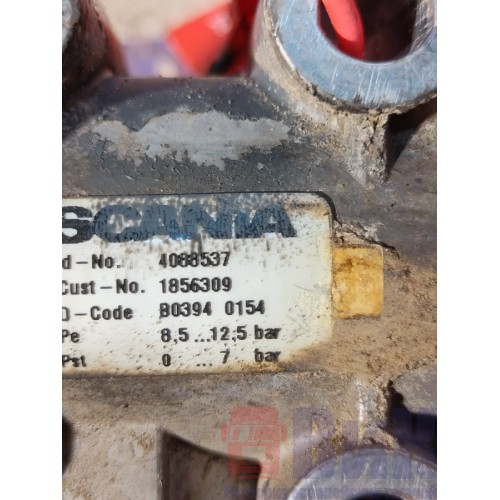 SCANIA
d-No. 4088537
Cust-No. 1856309
D-Code B0394 0154
Pe 8,5 ... 12,5 bar
Pst 0 ... 7 bar